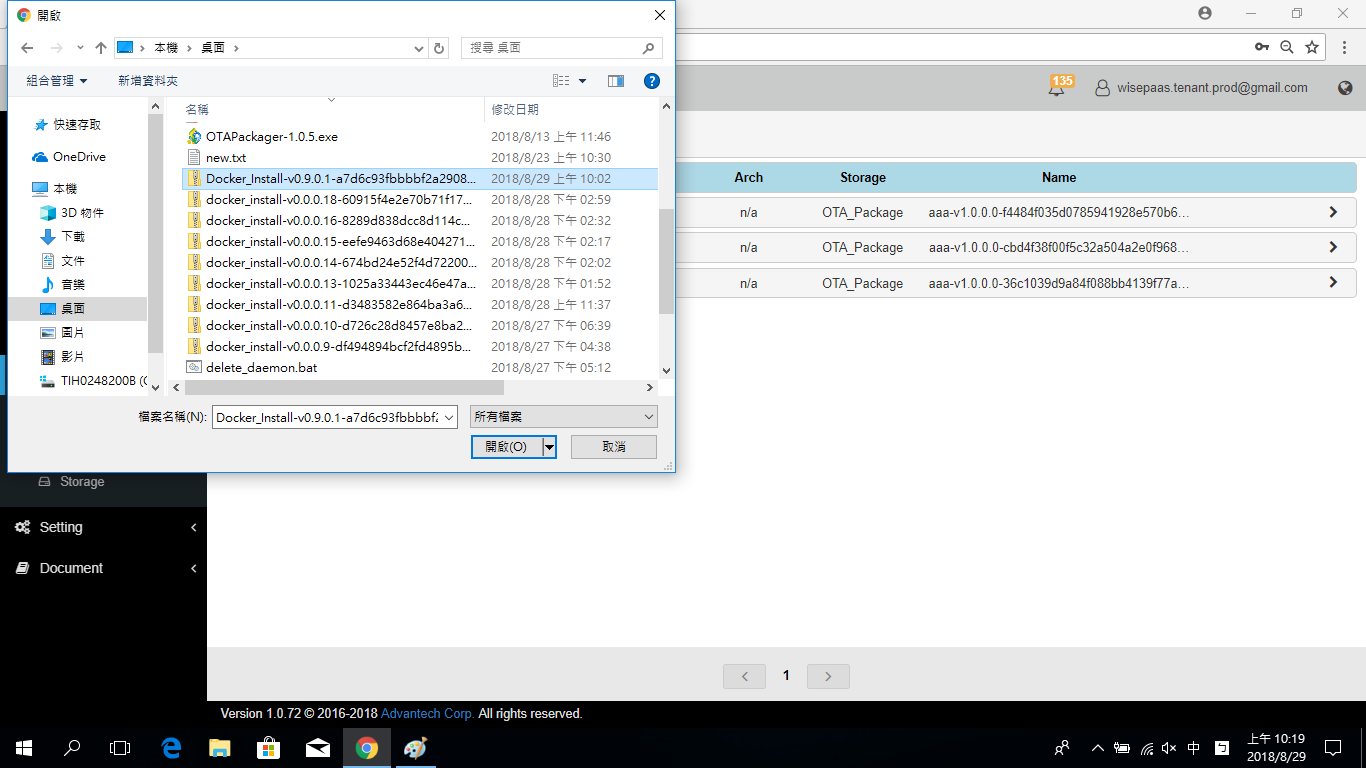 開啟
本機 桌面
搜尋 桌面
組合管理 新增資料夾
135
wisepaas.tenant.prod@gmail.com
名稱 修改日期
快速存取
OneDrive
本機
3D 物件
下載
文件
音樂
桌面
圖片
影片
TIH0248200B (C
OTAPackager-1.0.5.exe 2018/8/13 上午 11:46
new.txt 2018/8/23 上午 10:30
Docker_Install-v0.9.0.1-a7d6c93fbbbbf2a2908... 2018/8/29 上午 10:02
docker_install-v0.0.0.18-60915f4e2e70b71f17... 2018/8/28 下午 02:59
docker_install-v0.0.0.16-8289d838dcc8d114c... 2018/8/28 下午 02:32
docker_install-v0.0.0.15-eefe9463d68e404271... 2018/8/28 下午 02:17
docker_install-v0.0.0.14-674bd24e52f4d72200... 2018/8/28 下午 02:02
docker_install-v0.0.0.13-1025a33443ec46e47a... 2018/8/28 下午 01:52
docker_install-v0.0.0.11-d3483582e864ba3a6... 2018/8/28 上午 11:37
docker_install-v0.0.0.10-d726c28d8457e8ba2... 2018/8/27 下午 06:39
docker_install-v0.0.0.9-df494894bcf2fd4895b... 2018/8/27 下午 04:38
delete_daemon.bat 2018/8/27 下午 05:12
檔案名稱(N): Docker_Install-v0.9.0.1-a7d6c93fbbbbf2 所有檔案
開啟(O) 取消
Arch Storage Name
n/a OTA_Package aaa-v1.0.0.0-f4484f035d0785941928e570b6...
n/a OTA_Package aaa-v1.0.0.0-cbd4f38f00f5c32a504a2e0f968...
n/a OTA_Package aaa-v1.0.0.0-36c1039d9a84f088bb4139f77a...
Storage
Setting
Document
1
Version 1.0.72 © 2016-2018 Advantech Corp. All rights reserved.
中
上午 10:19
2018/8/29